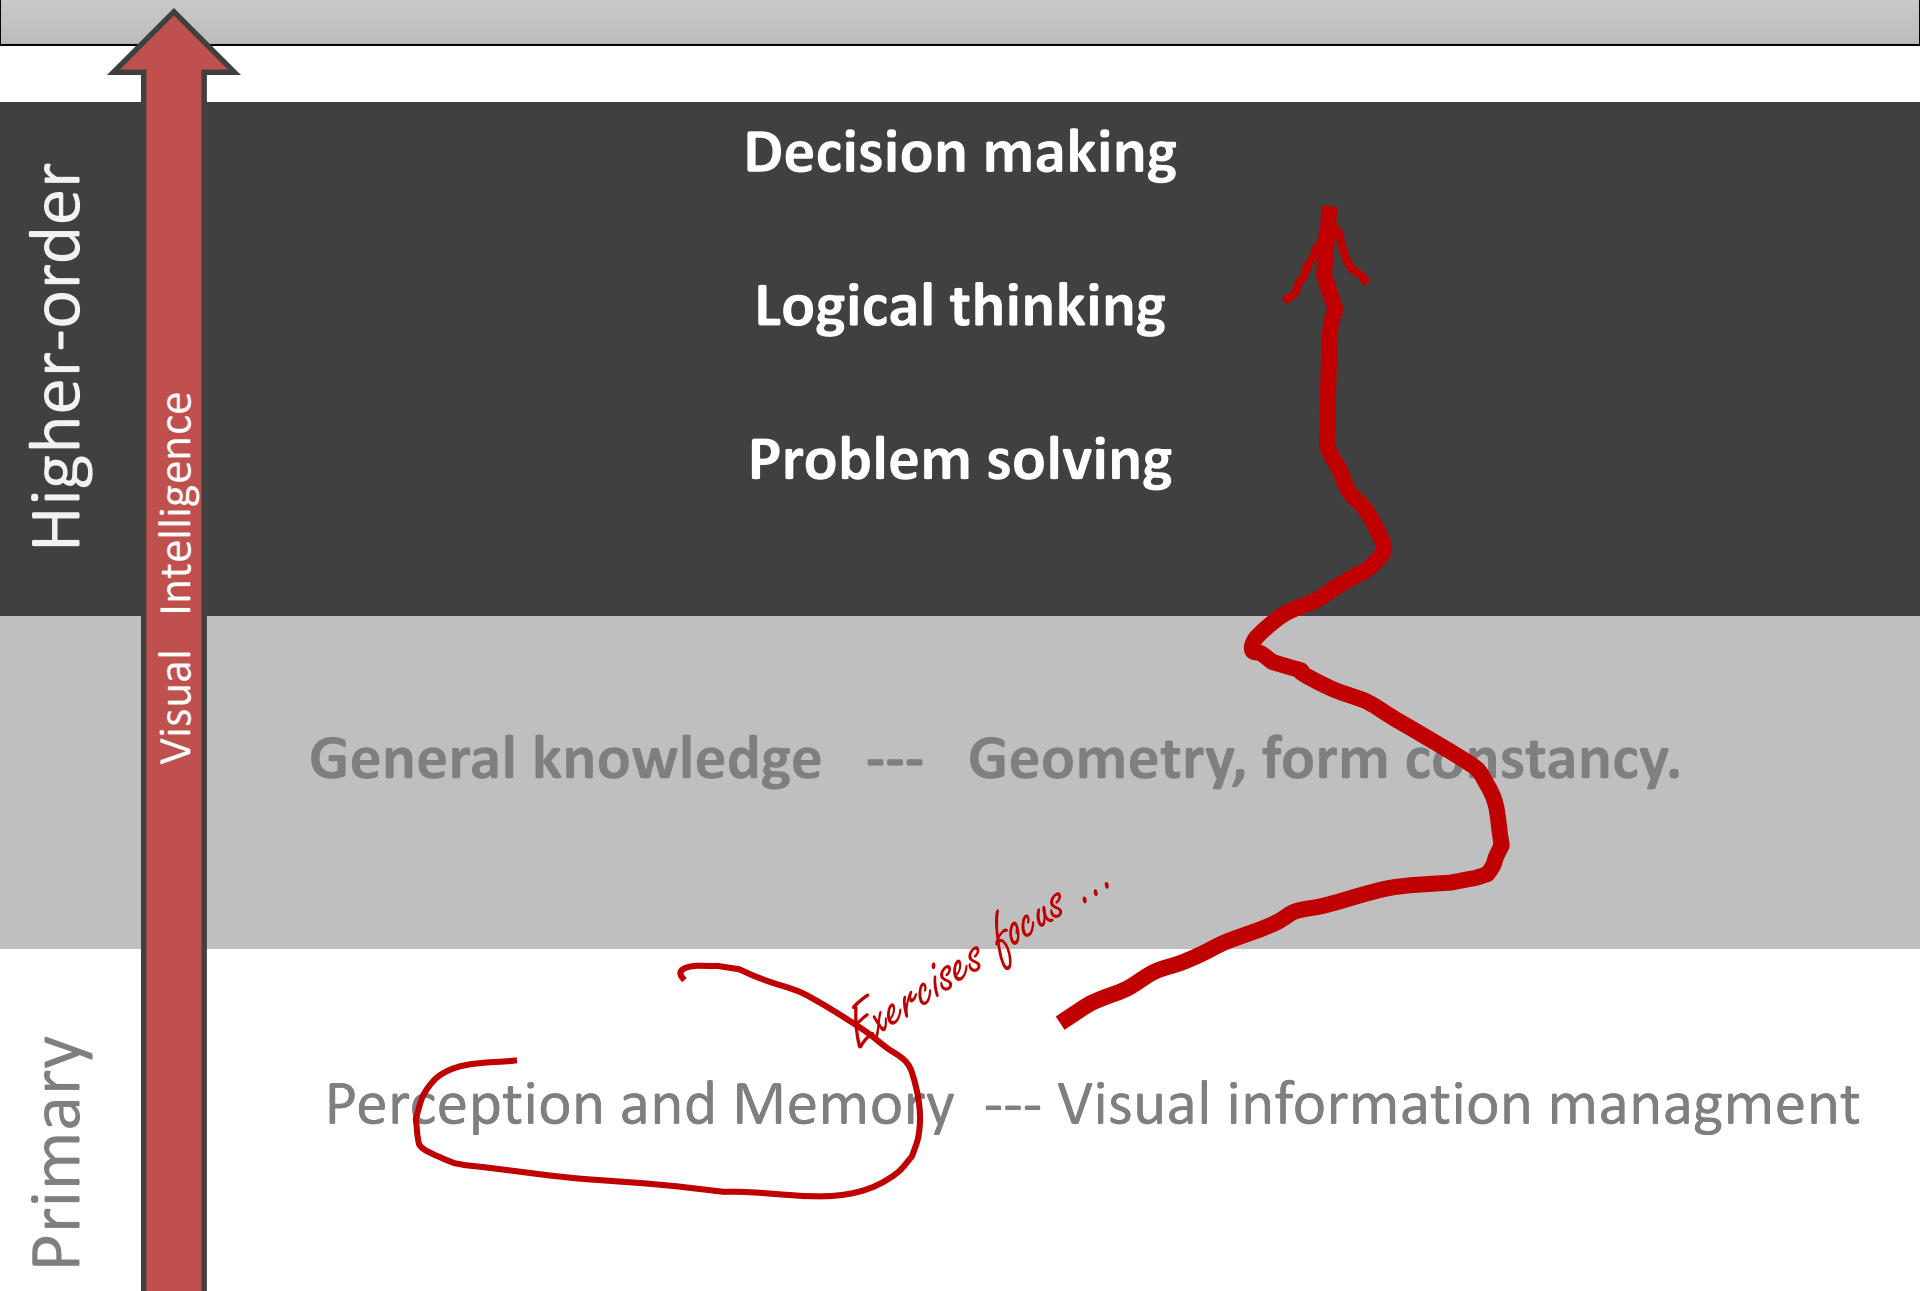 Higher-order
Decision making
Logical thinking
Problem solving
Visual Intelligence
General knowledge --- Geometry, form constancy.
Exercises focus ...
Primary
Perception and Memory --- Visual information managment